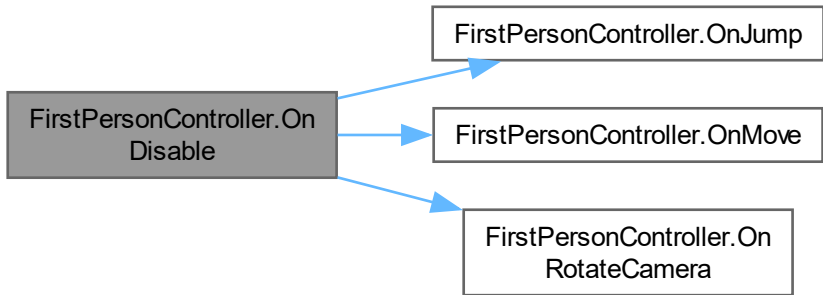 FirstPersonController.OnJump
FirstPersonController.On
Disable
FirstPersonController.OnMove
FirstPersonController.On
RotateCamera